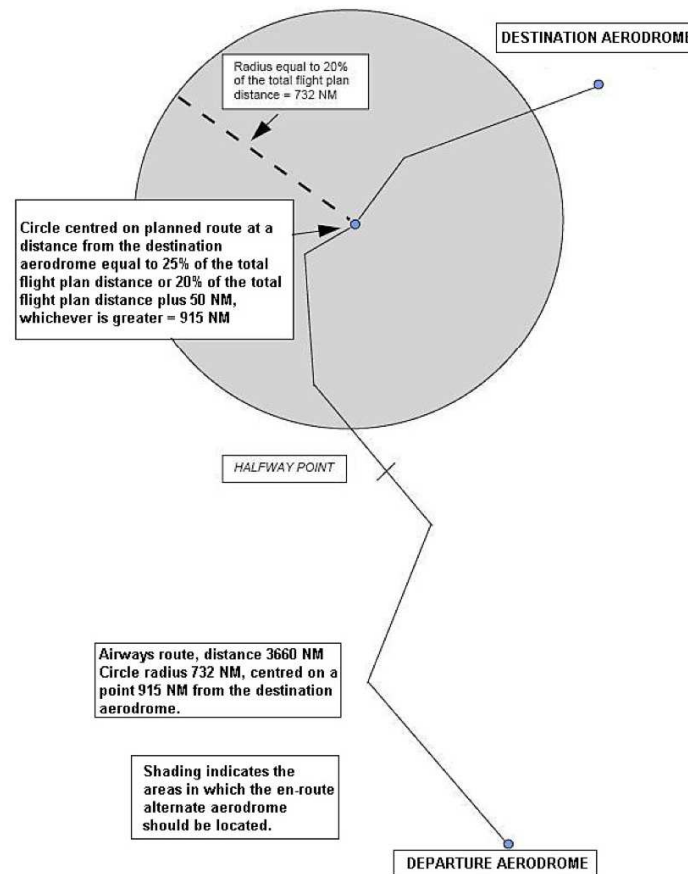 DESTINATION AERODROME
Radius equal to 20%
of the total flight plan
distance = 732 NM
Circle centred on planned route at a
distance from the destination
aerodrome equal to 25% of the total
flight plan distance or 20% of the total
flight plan distance plus 50 NM,
whichever is greater = 915 NM
HALFWAY POINT
Airways route, distance 3660 NM
Circle radius 732 NM, centred on a
point 915 NM from the destination
aerodrome.
Shading indicates the
areas in which the en-route
alternate aerodrome
should be located.
DEPARTURE AERODROME